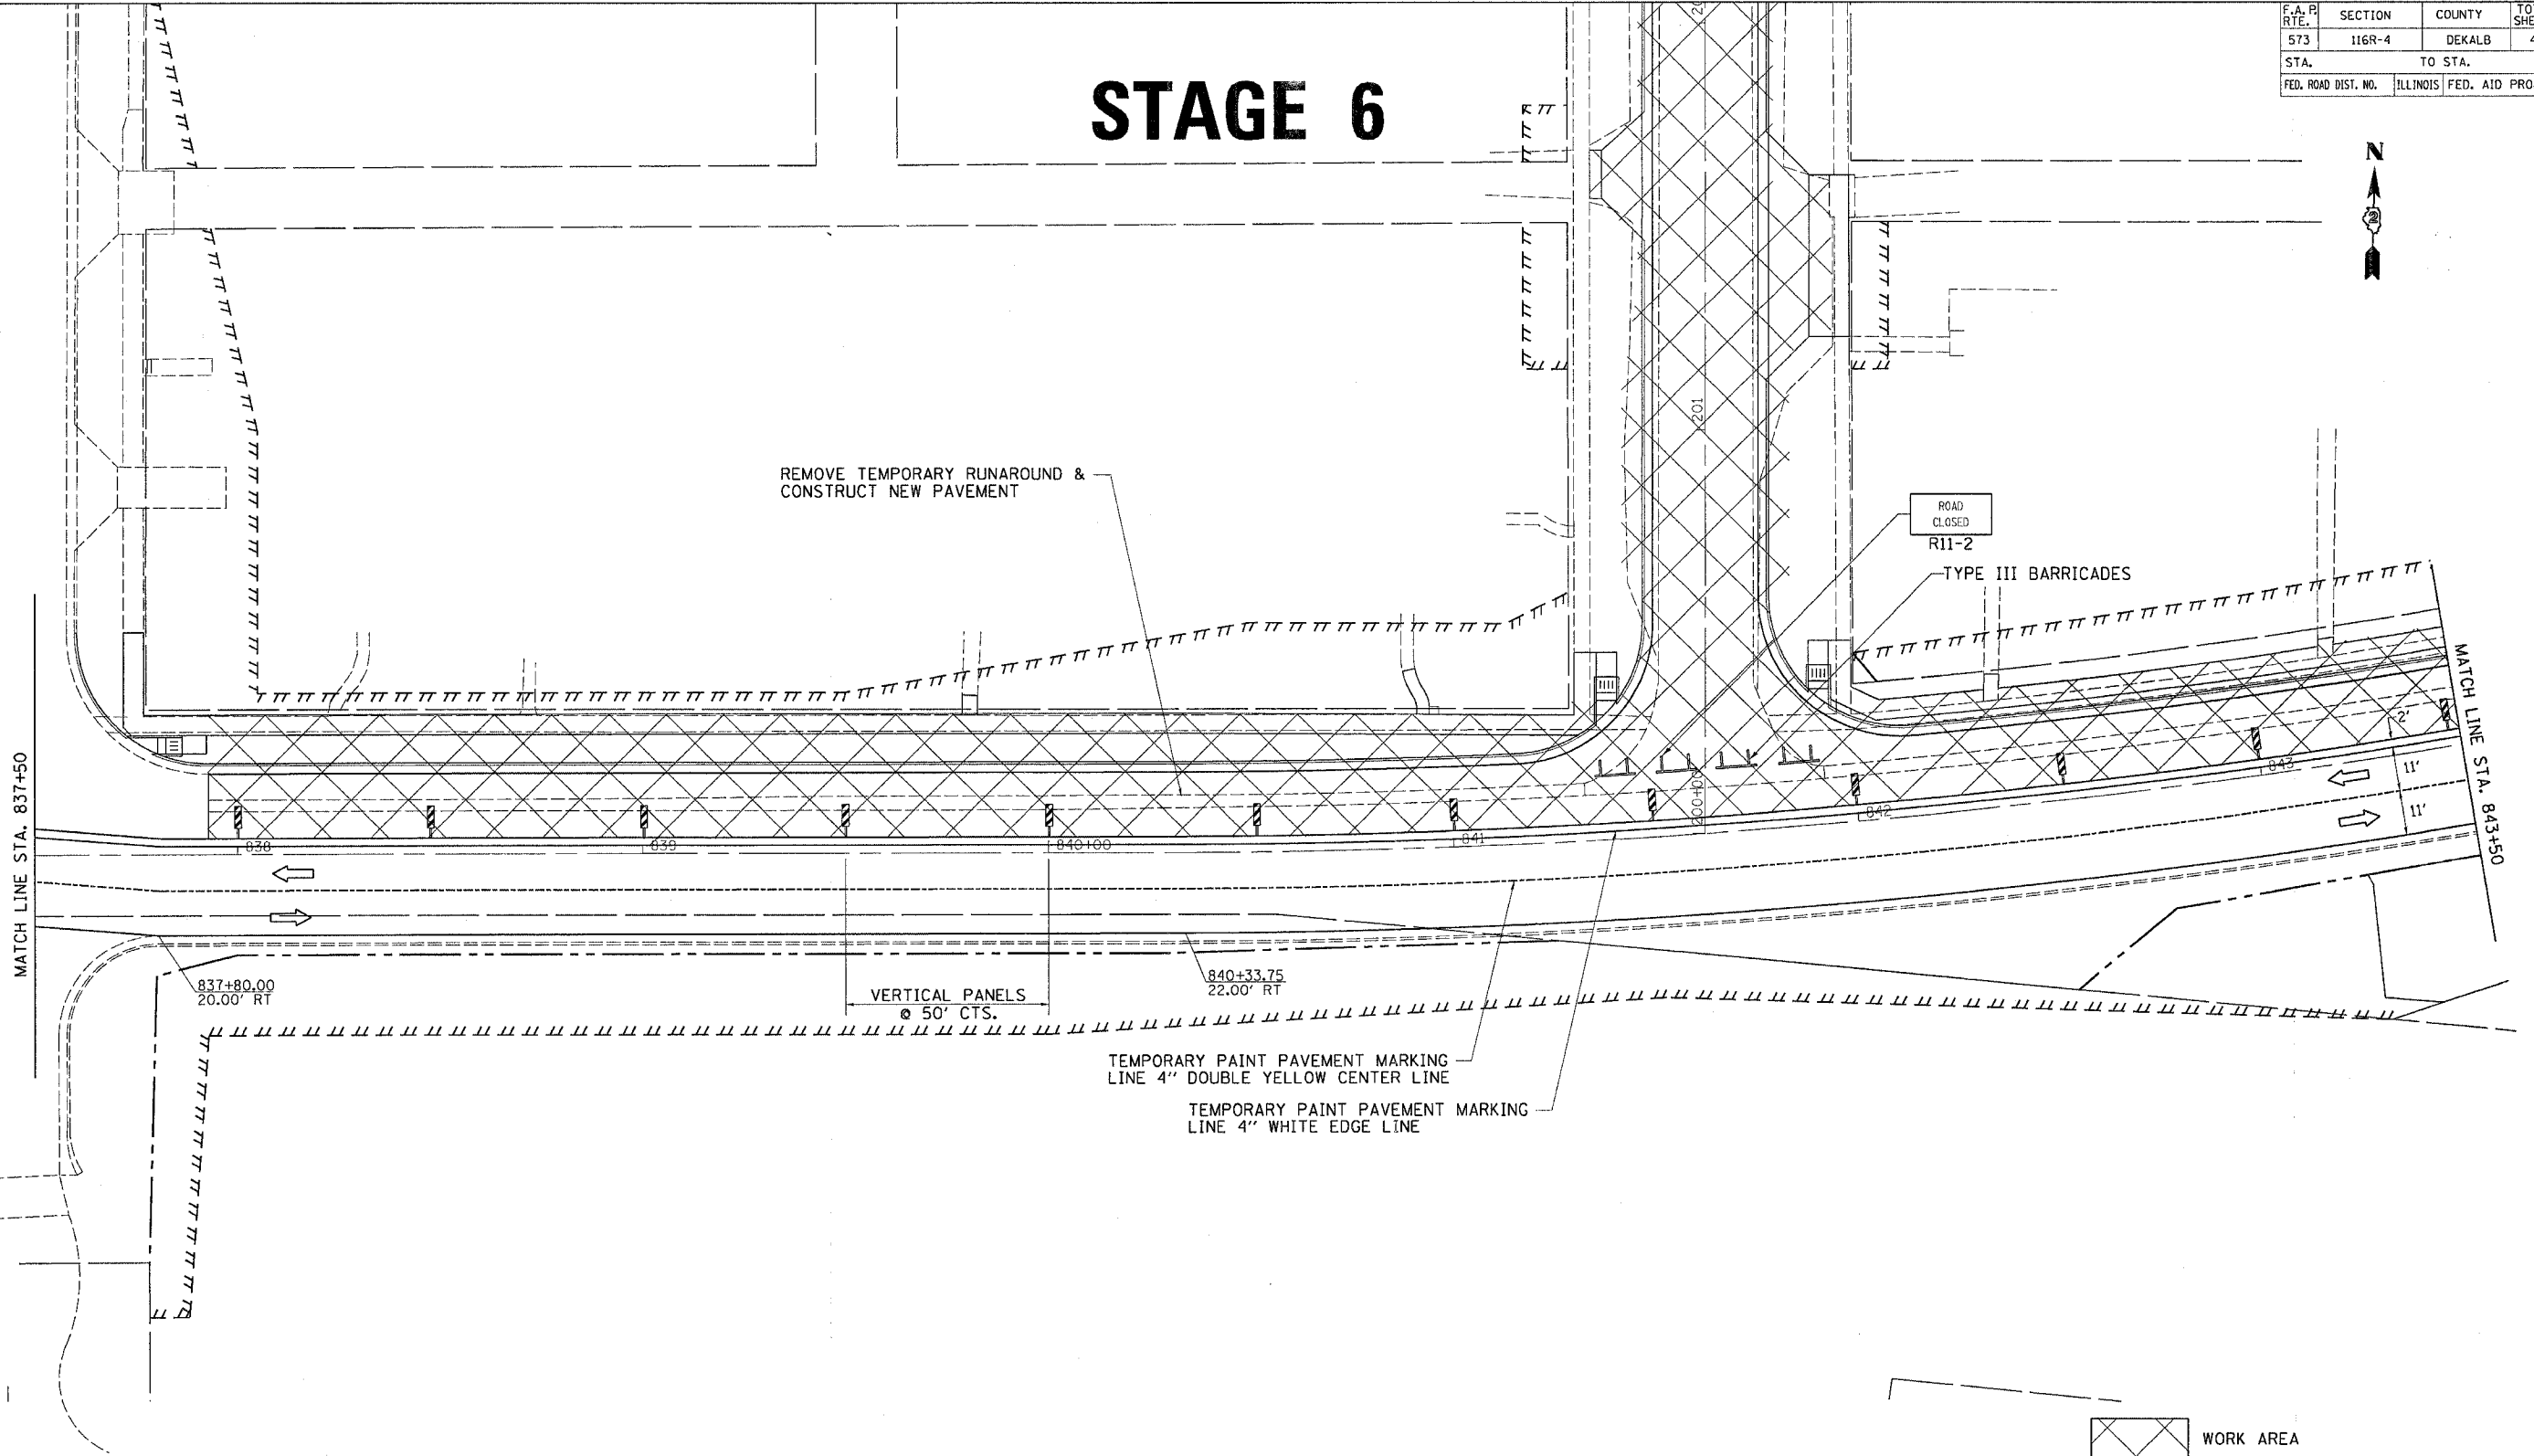 F.A.P. RTE. SECTION COUNTY
573 116R-4 DEKALB
STA. TO STA.
FED. ROAD DIST. NO. ILLINOIS FED. AID
STAGE 6
N
2
201
REMOVE TEMPORARY RUNAROUND &
CONSTRUCT NEW PAVEMENT
ROAD
CLOSED
R11-2
TYPE III BARRICADES
MATCH LINE STA. 837+50
MATCH LINE STA. 843+50
2'
11'
11'
838
839
840+00
841
200+00
842
843
837+80.00
20.00' RT
VERTICAL PANELS
@ 50' CTS.
840+33.75
22.00' RT
TEMPORARY PAINT PAVEMENT MARKING
LINE 4" DOUBLE YELLOW CENTER LINE
TEMPORARY PAINT PAVEMENT MARKING
LINE 4" WHITE EDGE LINE
WORK AREA